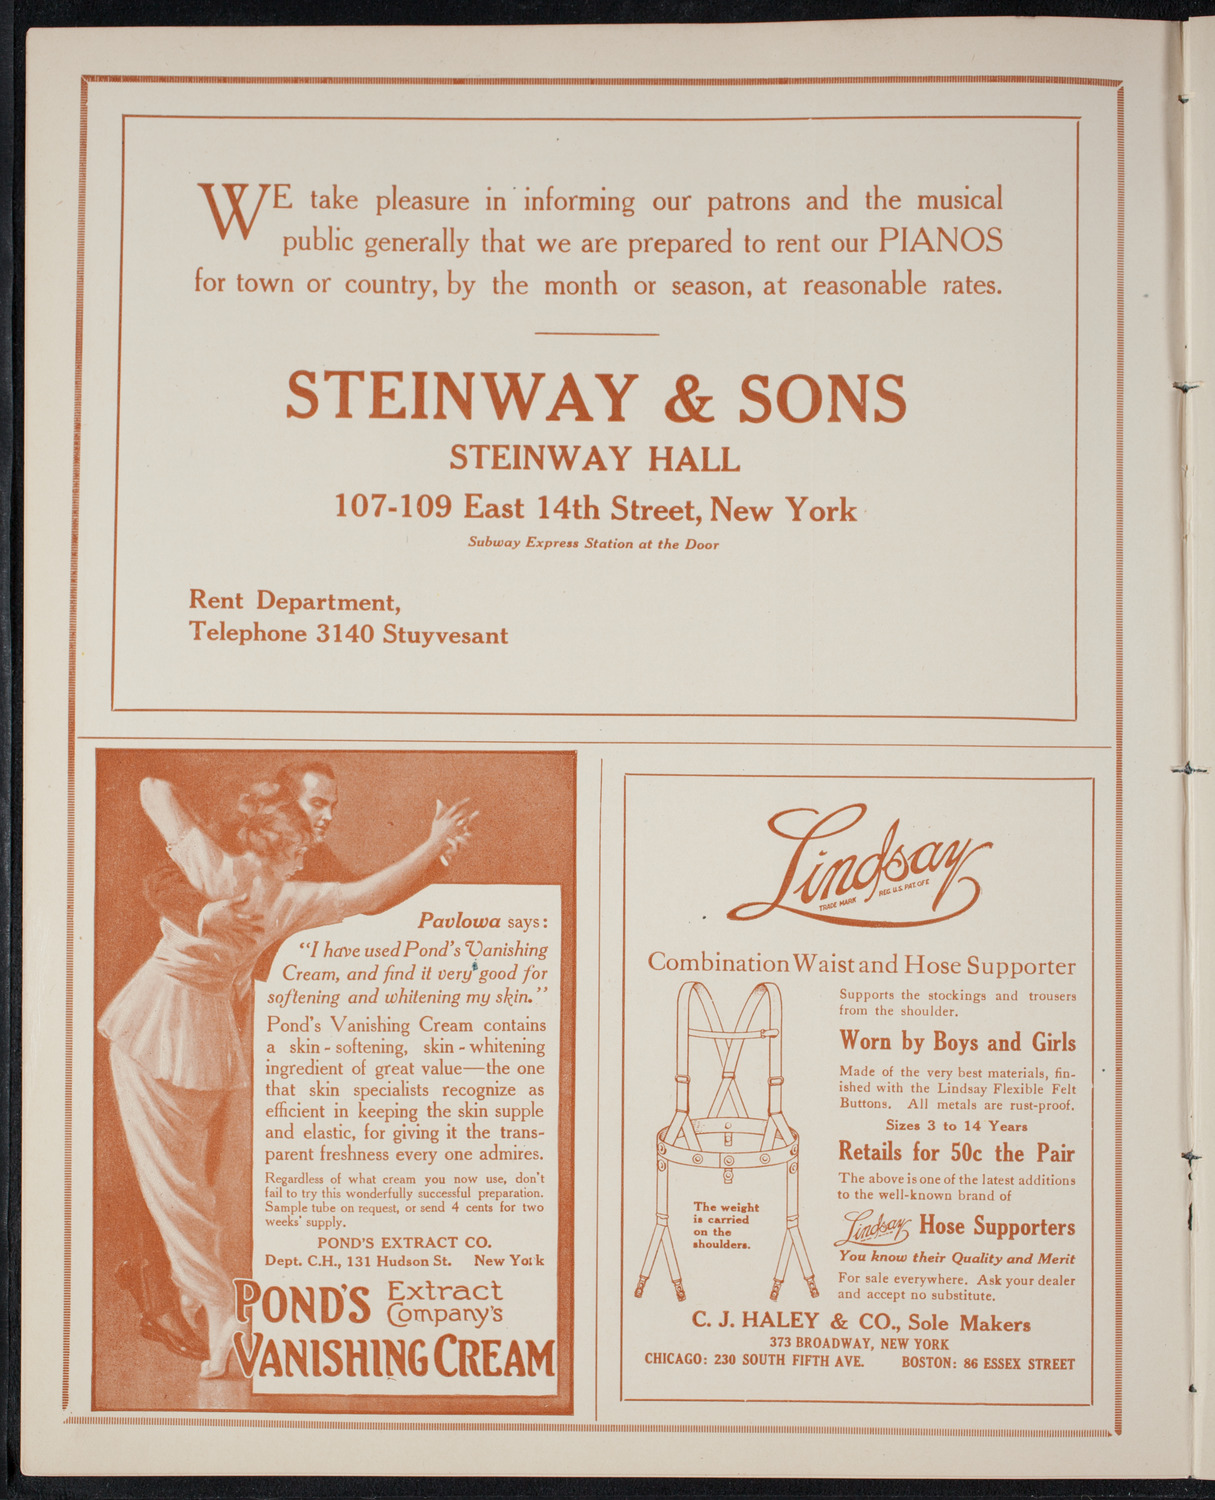 WE take pleasure in informing our patrons and the musical
public generally that we are prepared to rent our PIANOS
for town or country, by the month or season, at reasonable rates.
STEINWAY & SONS
STEINWAY HALL
107-109 East 14th Street, New York
Subway Express Station at the Door
Rent Department,
Telephone 3140 Stuyvesant
Pavlowa says:
“I have used Pond's Vanishing
Cream, and find it very good for
softening and whitening my skin.”
Pond's Vanishing Cream contains
a skin-softening, skin-whitening
ingredient of great value—the one
that skin specialists recognize as
efficient in keeping the skin supple
and elastic, for giving it the trans-
parent freshness every one admires.
Regardless of what cream you now use, don't
fail to try this wonderfully successful preparation.
Sample tube on request, or send 4 cents for two
weeks' supply.
POND'S EXTRACT CO.
Dept. C.H., 131 Hudson St. New York
POND'S Extract
Company's
VANISHING CREAM
Lindsay
TRADE MARK REG. U.S. PAT. OFF.
Combination Waist and Hose Supporter
Supports the stockings and trousers
from the shoulder.
Worn by Boys and Girls
Made of the very best materials, fin-
ished with the Lindsay Flexible Felt
Buttons. All metals are rust-proof.
Sizes 3 to 14 Years
Retails for 50c the Pair
The above is one of the latest additions
to the well-known brand of
Lindsay Hose Supporters
You know their Quality and Merit
For sale everywhere. Ask your dealer
and accept no substitute.
The weight
is carried
on the
shoulders.
C. J. HALEY & CO., Sole Makers
373 BROADWAY, NEW YORK
CHICAGO: 230 SOUTH FIFTH AVE. BOSTON: 86 ESSEX STREET